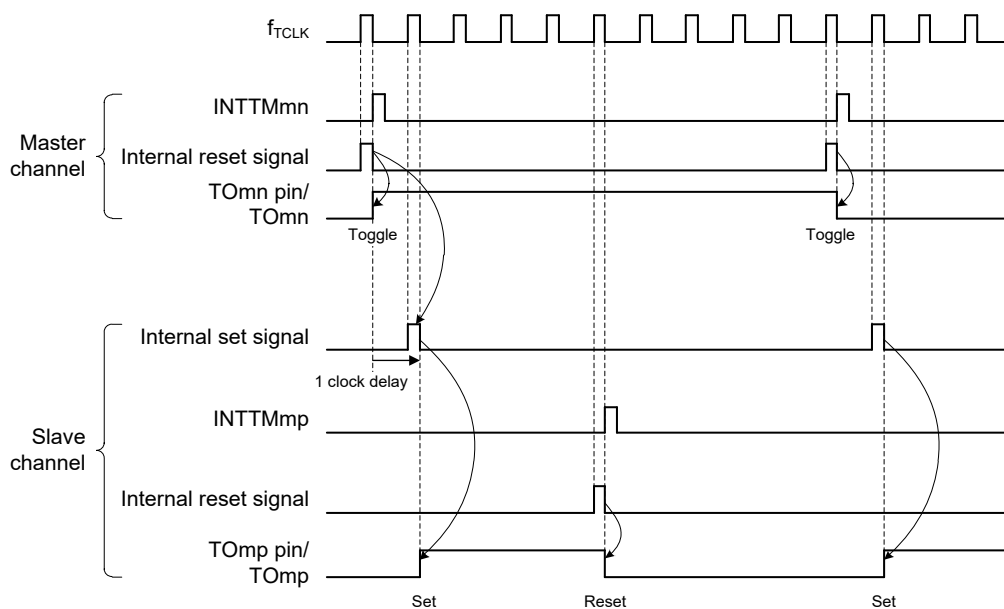 fTCLK
INTTMmn
Master
channel
Internal reset signal
TOmn pin/
TOmn
Toggle
Toggle
Internal set signal
1 clock delay
INTTMmp
Slave
channel
Internal reset signal
TOmp pin/
TOmp
Set
Reset
Set